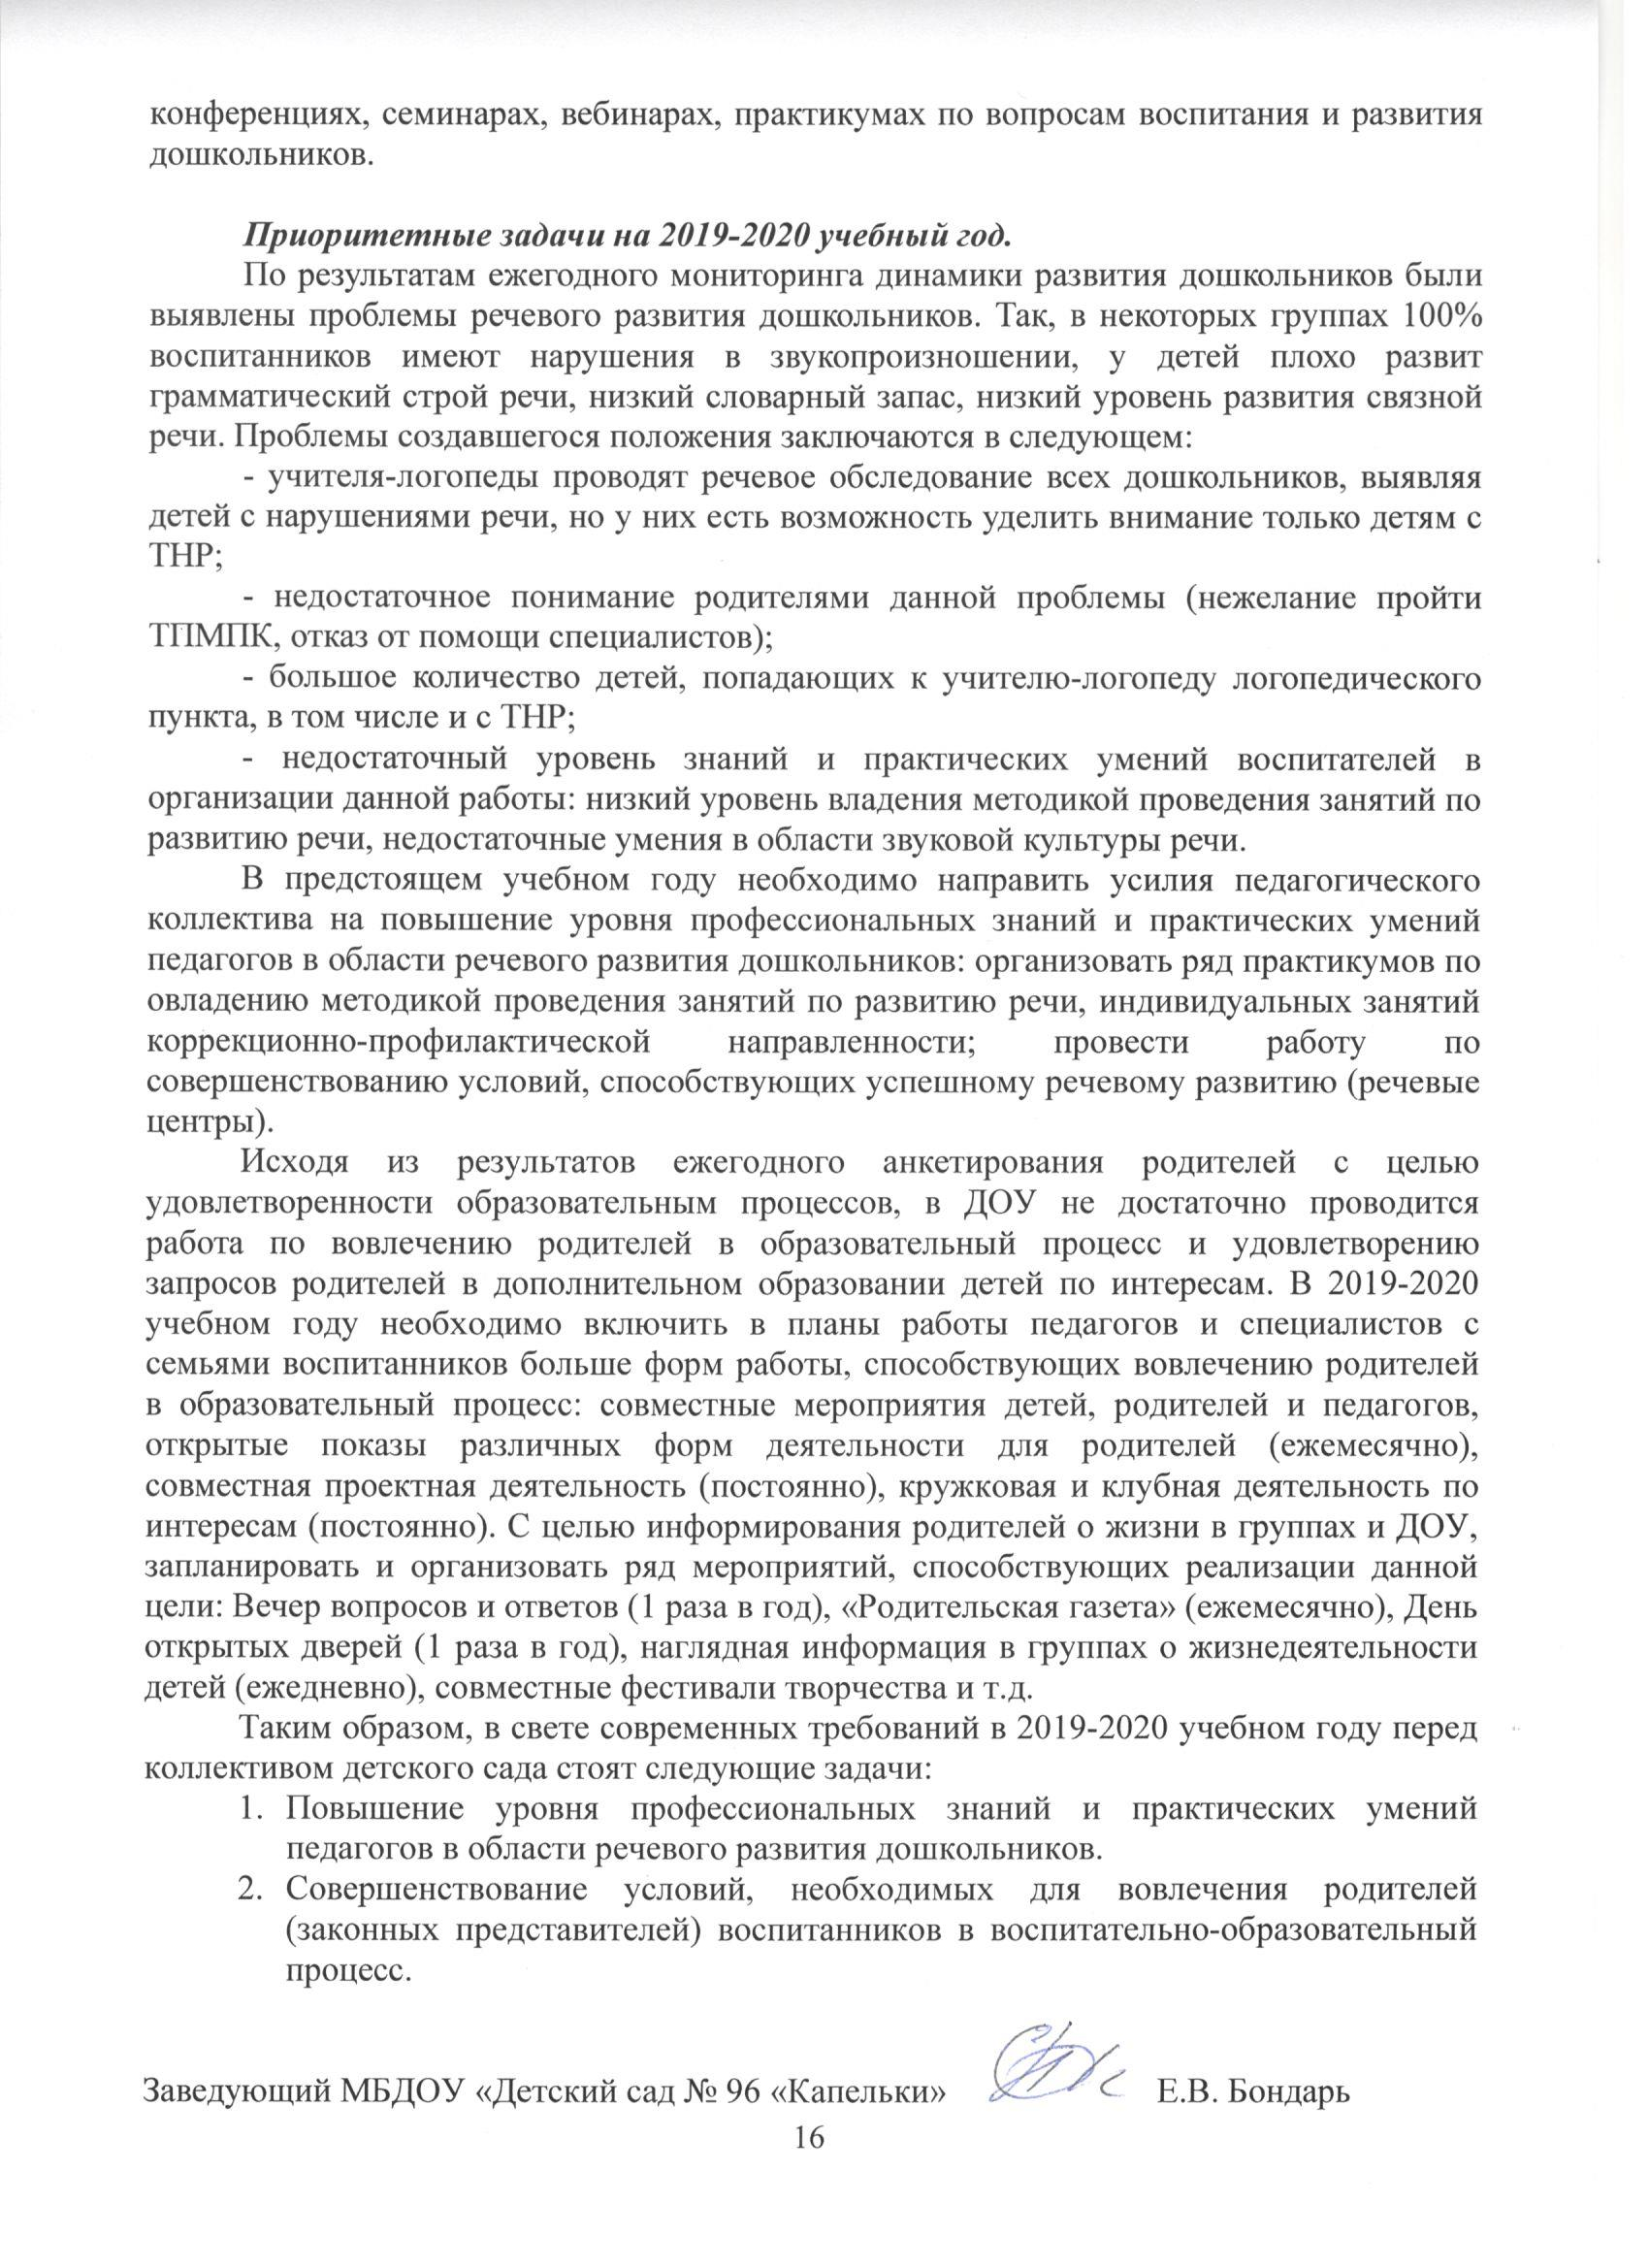 конференциях, семинарах, вебинарах, практикумах по вопросам воспитания и развития
дошкольников.
Приоритетные задачи на 2019-2020 учебный год.
По результатам ежегодного мониторинга динамики развития дошкольников были
выявлены проблемы речевого развития дошкольников. Так, в некоторых группах 100%
воспитанников имеют нарушения в звукопроизношении, у детей плохо развит
грамматический строй речи, низкий словарный запас, низкий уровень развития связной
речи. Проблемы создавшегося положения заключаются в следующем:
- учителя-логопеды проводят речевое обследование всех дошкольников, выявляя
детей с нарушениями речи, но у них есть возможность уделить внимание только детям с
ТНР;
- недостаточное понимание родителями данной проблемы (нежелание пройти
ТПМПК, отказ от помощи специалистов);
- большое количество детей, попадающих к учителю-логопеду логопедического
пункта, в том числе и с ТНР;
- недостаточный уровень знаний и практических умений воспитателей в
организации данной работы: низкий уровень владения методикой проведения занятий по
развитию речи, недостаточные умения в области звуковой культуры речи.
В предстоящем учебном году необходимо направить усилия педагогического
коллектива на повышение уровня профессиональных знаний и практических умений
педагогов в области речевого развития дошкольников: организовать ряд практикумов по
овладению методикой проведения занятий по развитию речи, индивидуальных занятий
коррекционно-профилактической направленности; провести работу по
совершенствованию условий, способствующих успешному речевому развитию (речевые
центры).
Исходя из результатов ежегодного анкетирования родителей с целью
удовлетворенности образовательным процессов, в ДОУ не достаточно проводится
работа по вовлечению родителей в образовательный процесс и удовлетворению
запросов родителей в дополнительном образовании детей по интересам. В 2019-2020
учебном году необходимо включить в планы работы педагогов и специалистов с
семьями воспитанников больше форм работы, способствующих вовлечению родителей
в образовательный процесс: совместные мероприятия детей, родителей и педагогов,
открытые показы различных форм деятельности для родителей (ежемесячно),
совместная проектная деятельность (постоянно), кружковая и клубная деятельность по
интересам (постоянно). С целью информирования родителей о жизни в группах и ДОУ,
запланировать и организовать ряд мероприятий, способствующих реализации данной
цели: Вечер вопросов и ответов (1 раза в год), «Родительская газета» (ежемесячно), День
открытых дверей (1 раза в год), наглядная информация в группах о жизнедеятельности
детей (ежедневно), совместные фестивали творчества и т.д.
Таким образом, в свете современных требований в 2019-2020 учебном году перед
коллективом детского сада стоят следующие задачи:
1. Повышение уровня профессиональных знаний и практических умений
педагогов в области речевого развития дошкольников.
2. Совершенствование условий, необходимых для вовлечения родителей
(законных представителей) воспитанников в воспитательно-образовательный
процесс.
Заведующий МБДОУ «Детский сад № 96 «Капельки» Е.В. Бондарь
16